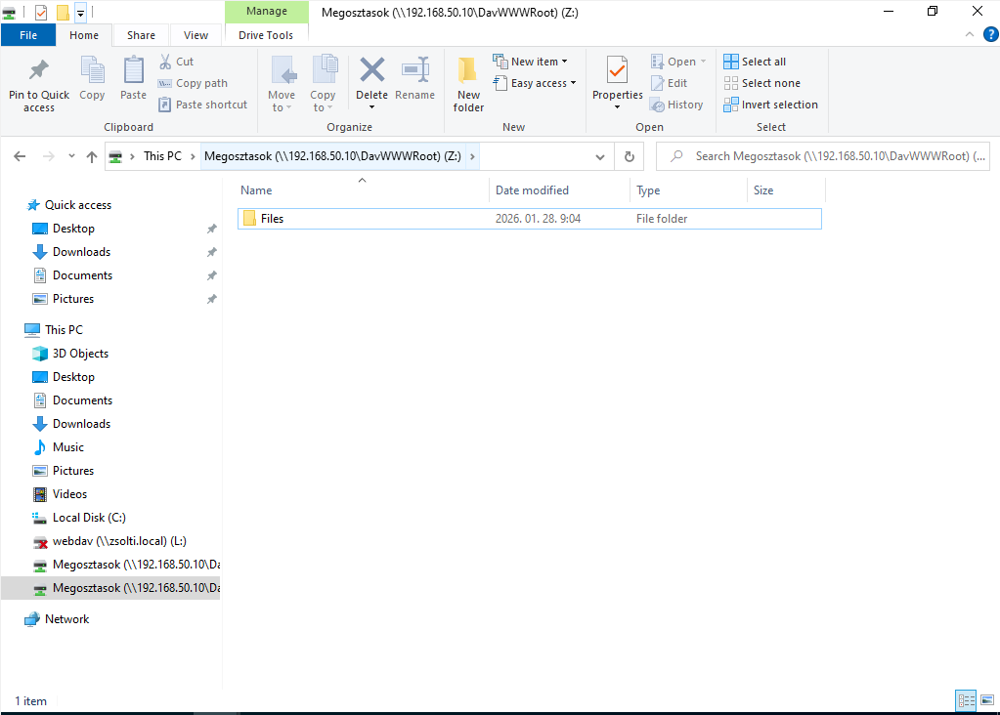 Manage
Megosztasok (\\192.168.50.10\DavWWWRoot) (Z:)
File
Home
Share
View
Drive Tools
Pin to Quick access
Copy
Paste
Cut
Copy path
Paste shortcut
Clipboard
Move to
Copy to
Delete
Rename
Organize
New folder
New item
Easy access
New
Properties
Open
Edit
History
Open
Select all
Select none
Invert selection
Select
This PC
Megosztasok (\\192.168.50.10\DavWWWRoot) (Z:)
Search Megosztasok (\\192.168.50.10\DavWWWRoot) (...
Name
Date modified
Type
Size
Files
2026. 01. 28. 9:04
File folder
Quick access
Desktop
Downloads
Documents
Pictures
This PC
3D Objects
Desktop
Documents
Downloads
Music
Pictures
Videos
Local Disk (C:)
webdav (\\zsolti.local) (L:)
Megosztasok (\\192.168.50.10\Da
Megosztasok (\\192.168.50.10\Da
Network
1 item